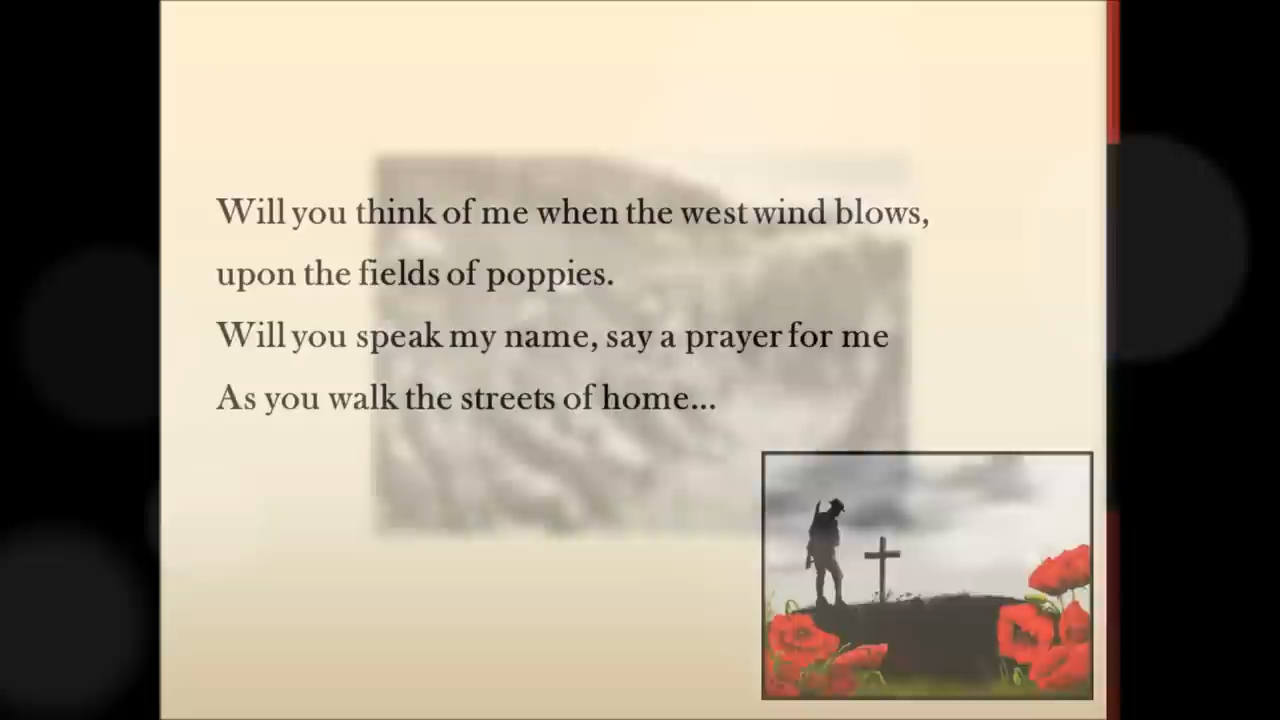 Will you think of me when the west wind blows,
upon the fields of poppies.
Will you speak my name, say a prayer for me
As you walk the streets of home...